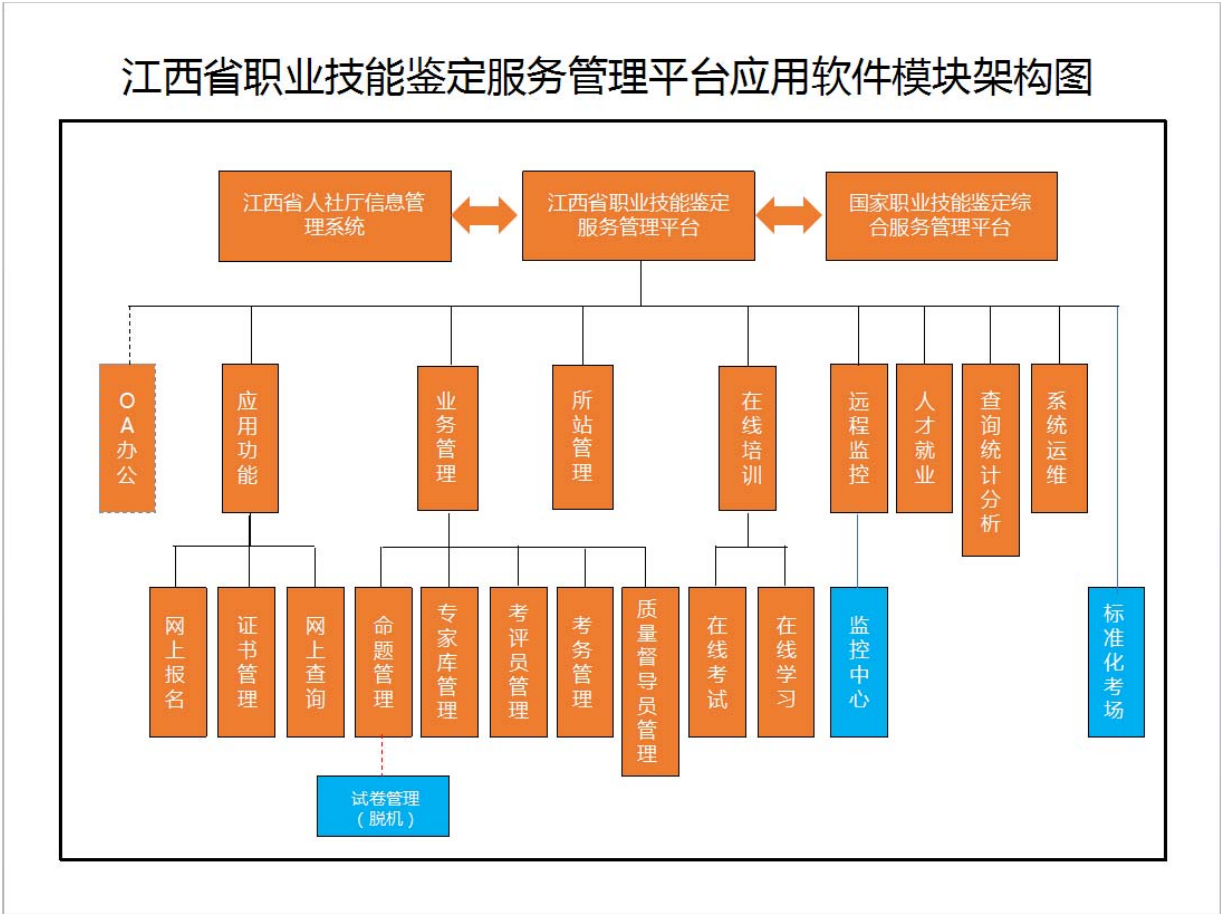 江西省职业技能鉴定服务管理平台应用软件模块架构图
江西省人社厅信息管
理系统
江西省职业技能鉴定
服务管理平台
国家职业技能鉴定综
合服务管理平台
OA办公
应用功能
业务管理
所站管理
在线培训
远程监控
人才就业
查询统计分析
系统运维
网上报名
证书管理
网上查询
命题管理
专家库管理
考评员管理
考务管理
质量督导员管理
在线考试
在线学习
监控中心
标准化考场
试卷管理
（脱机）